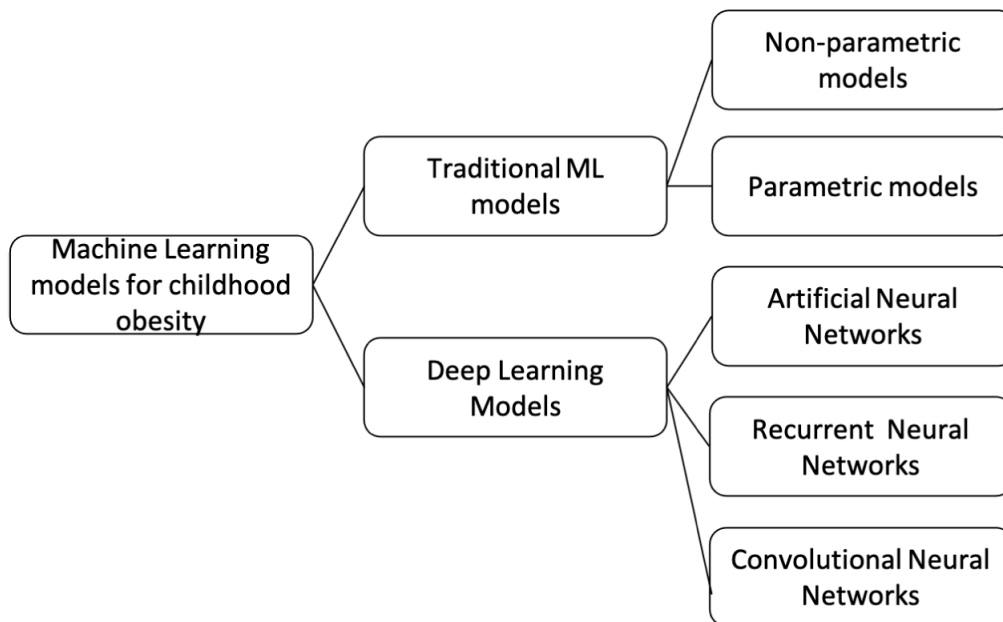 Non-parametric
models
Traditional ML
models
Parametric models
Machine Learning
models for childhood
obesity
Artificial Neural
Networks
Deep Learning
Models
Recurrent Neural
Networks
Convolutional Neural
Networks